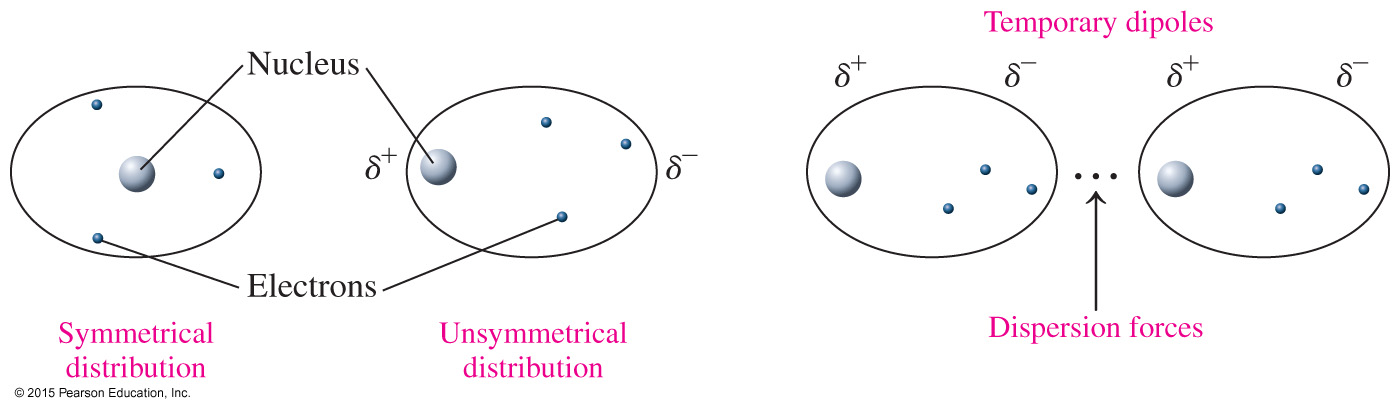 Temporary dipoles
Nucleus
δ+ δ−
δ+ δ− δ+ δ−
Electrons
Symmetrical
distribution
Unsymmetrical
distribution
Dispersion forces
© 2015 Pearson Education, Inc.